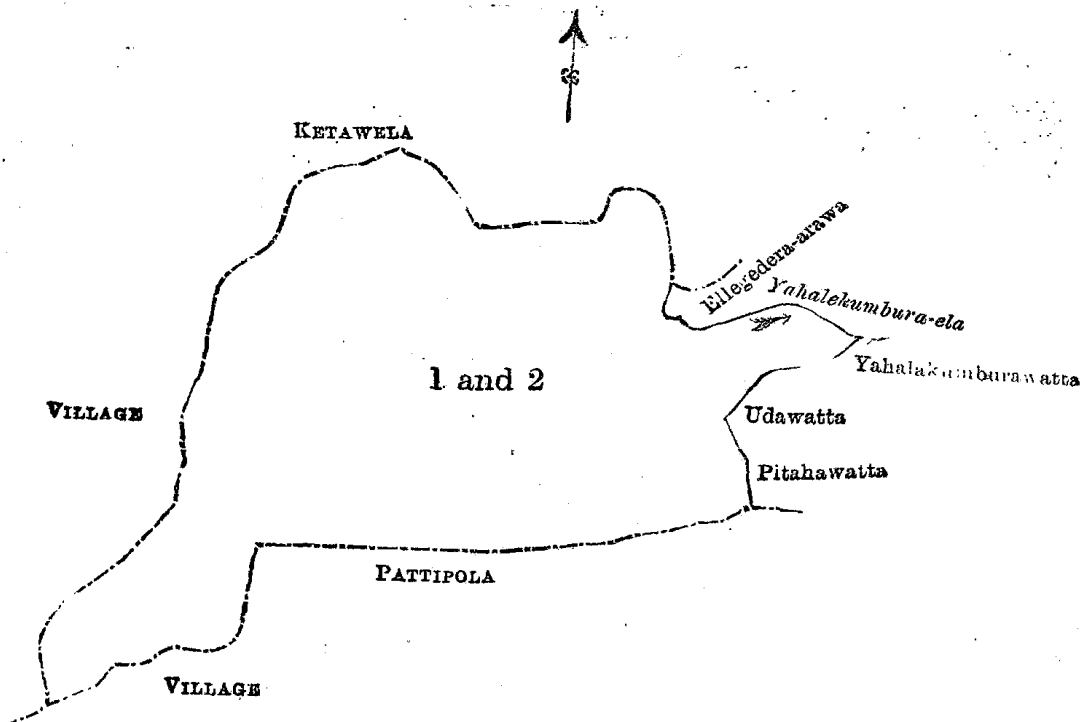 KETAWELA
Ellegedera-arawa
Yahalekumbura-ela
1 and 2
Yahalakumburawatta
VILLAGE
Udawatta
Pitahawatta
PATTIPOLA
VILLAGE